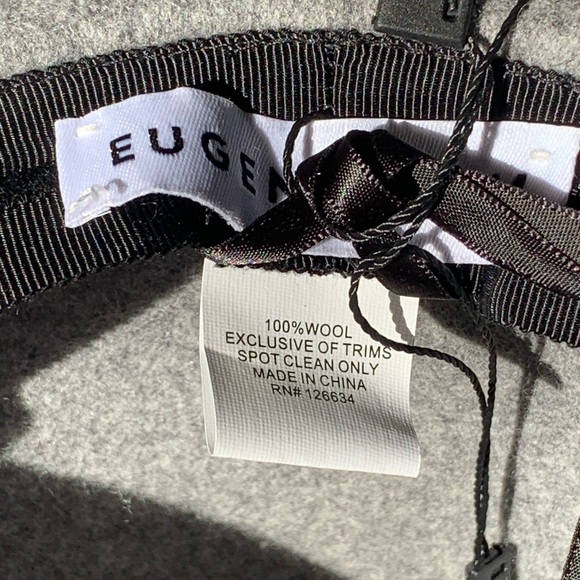 EUGEN
100%WOOL
EXCLUSIVE OF TRIMS
SPOT CLEAN ONLY
MADE IN CHINA
RN# 126634